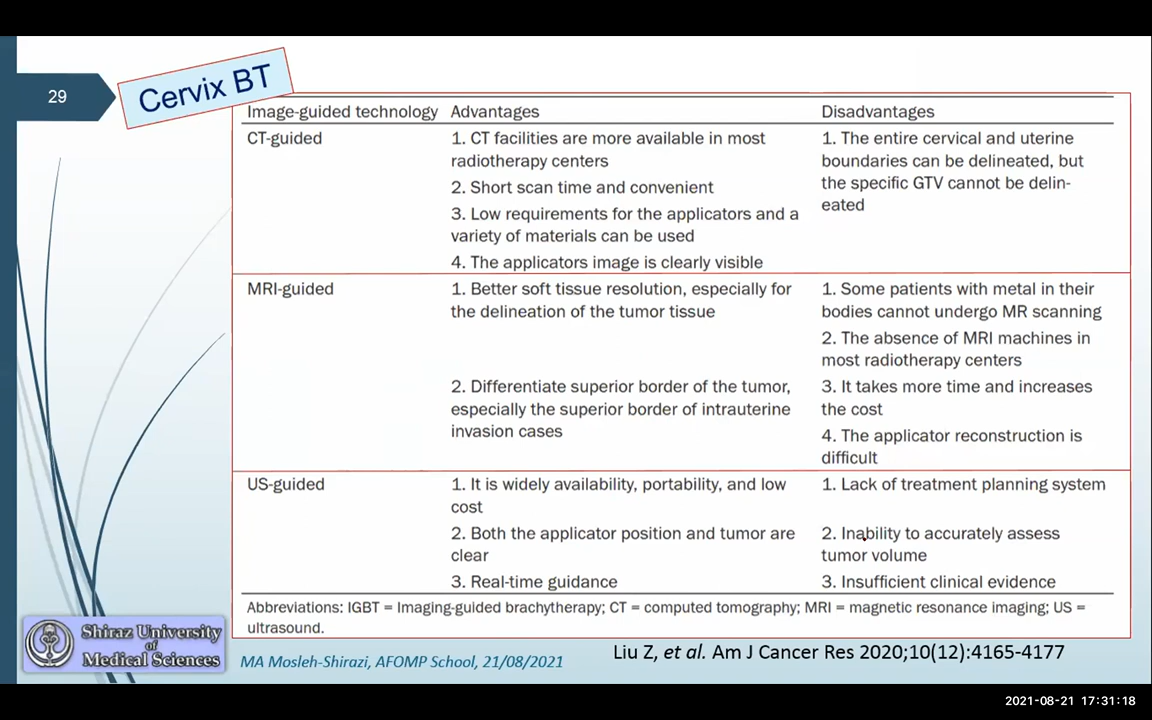 29
Cervix BT
Image-guided technology Advantages Disadvantages
CT-guided
1. CT facilities are more available in most
radiotherapy centers
2. Short scan time and convenient
3. Low requirements for the applicators and a
variety of materials can be used
4. The applicators image is clearly visible
1. The entire cervical and uterine
boundaries can be delineated, but
the specific GTV cannot be delin-
eated
MRI-guided
1. Better soft tissue resolution, especially for
the delineation of the tumor tissue
2. Differentiate superior border of the tumor,
especially the superior border of intrauterine
invasion cases
1. Some patients with metal in their
bodies cannot undergo MR scanning
2. The absence of MRI machines in
most radiotherapy centers
3. It takes more time and increases
the cost
4. The applicator reconstruction is
difficult
US-guided
1. It is widely availability, portability, and low
cost
2. Both the applicator position and tumor are
clear
3. Real-time guidance
1. Lack of treatment planning system
2. Inability to accurately assess
tumor volume
3. Insufficient clinical evidence
Abbreviations: IGBT = Imaging-guided brachytherapy; CT = computed tomography; MRI = magnetic resonance imaging; US =
ultrasound.
Shiraz University
of
Medical Sciences
MA Mosleh-Shirazi, AFOMP School, 21/08/2021
Liu Z, et al. Am J Cancer Res 2020;10(12):4165-4177
2021-08-21 17:31:18